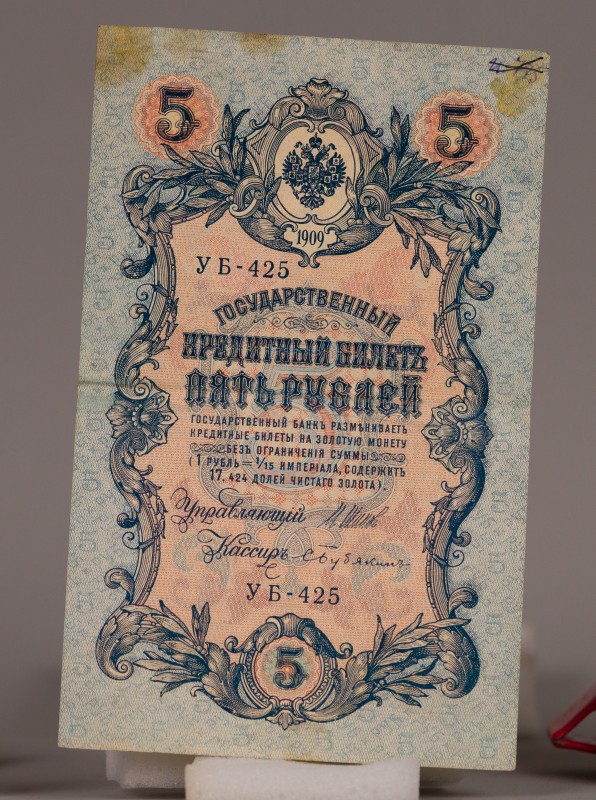 5 5
1909
УБ-425
ГОСУДАРСТВЕННЫЙ
КРЕДИТНЫЙ БИЛЕТЪ
ПЯТЬ РУБЛЕЙ
ГОСУДАРСТВЕННЫЙ БАНКЪ РАЗМѢНИВАЕТЪ
КРЕДИТНЫЕ БИЛЕТЫ НА ЗОЛОТУЮ МОНЕТУ
БЕЗЪ ОГРАНИЧЕНІЯ СУММЫ
(1 РУБЛЬ = 1/15 ИМПЕРІАЛА, СОДЕРЖИТЪ
17,424 ДОЛЕЙ ЧИСТАГО ЗОЛОТА).
Управляющій
Кассиръ
УБ-425
5